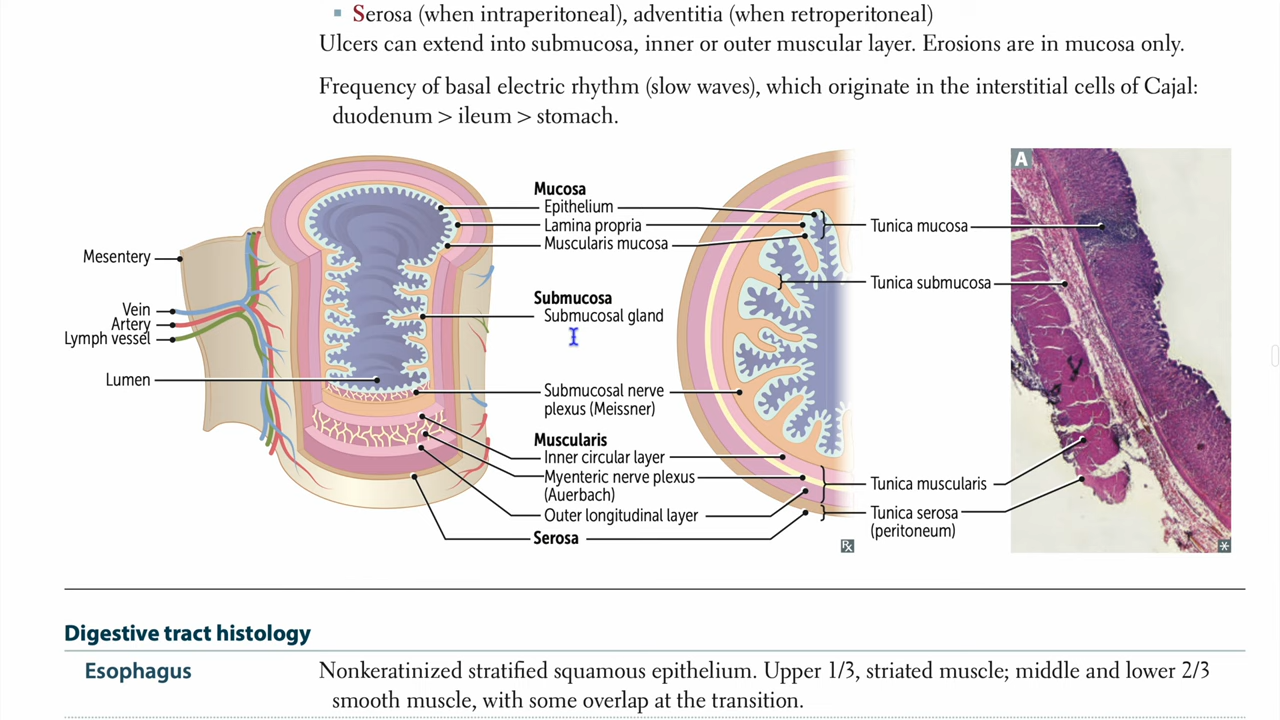 Serosa (when intraperitoneal), adventitia (when retroperitoneal)
Ulcers can extend into submucosa, inner or outer muscular layer. Erosions are in mucosa only.
Frequency of basal electric rhythm (slow waves), which originate in the interstitial cells of Cajal:
duodenum > ileum > stomach.
Mesentery
Vein
Artery
Lymph vessel
Lumen
Mucosa
Epithelium
Lamina propria
Muscularis mucosa
Submucosa
Submucosal gland
Submucosal nerve
plexus (Meissner)
Muscularis
Inner circular layer
Myenteric nerve plexus
(Auerbach)
Outer longitudinal layer
Serosa
Tunica mucosa
Tunica submucosa
Tunica muscularis
Tunica serosa
(peritoneum)
A
Rx
*
Digestive tract histology
Esophagus
Nonkeratinized stratified squamous epithelium. Upper 1/3, striated muscle; middle and lower 2/3
smooth muscle, with some overlap at the transition.